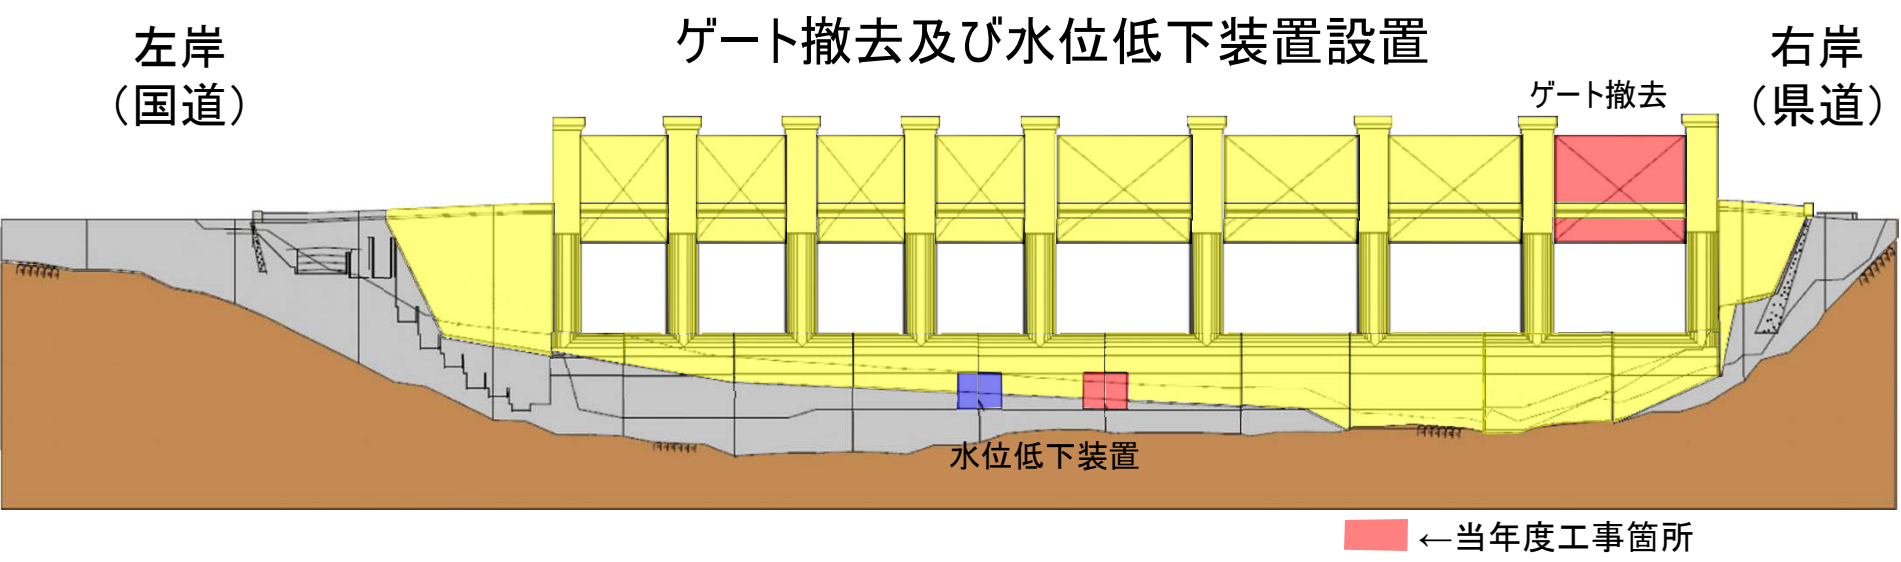 ゲート撤去及び水位低下装置設置
左岸
（国道）
右岸
（県道）
ゲート撤去
水位低下装置
←当年度工事箇所